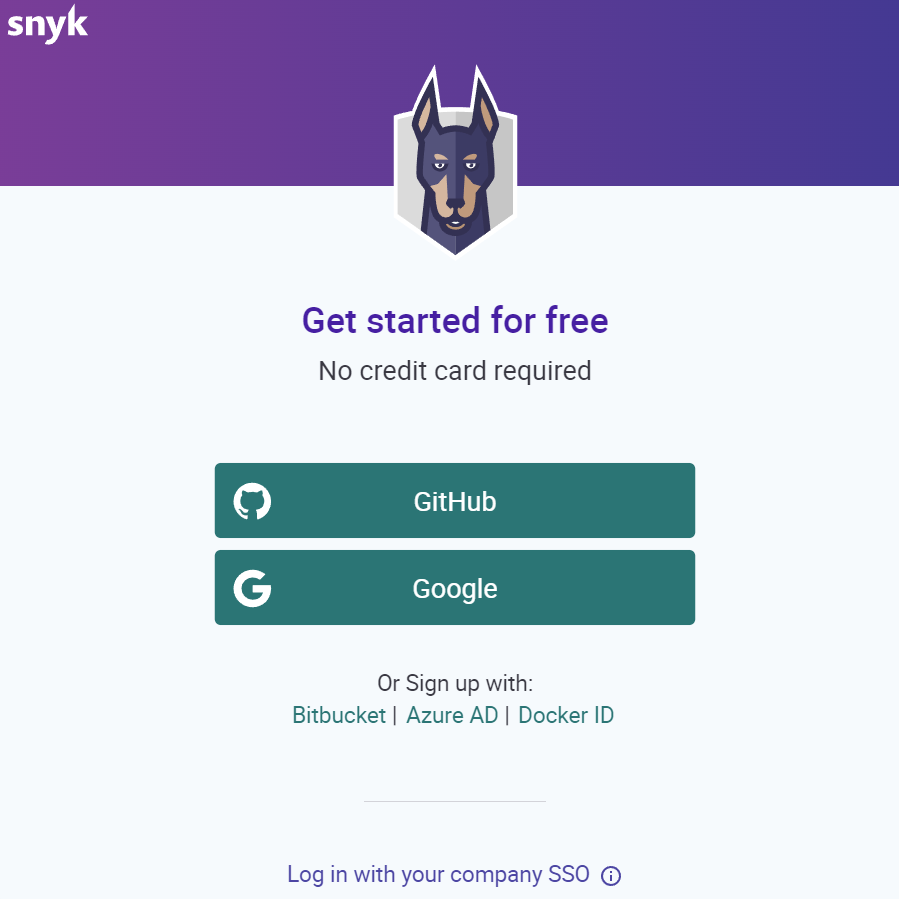 snyk
Get started for free
No credit card required
GitHub
Google
Or Sign up with:
Bitbucket | Azure AD | Docker ID
Log in with your company SSO